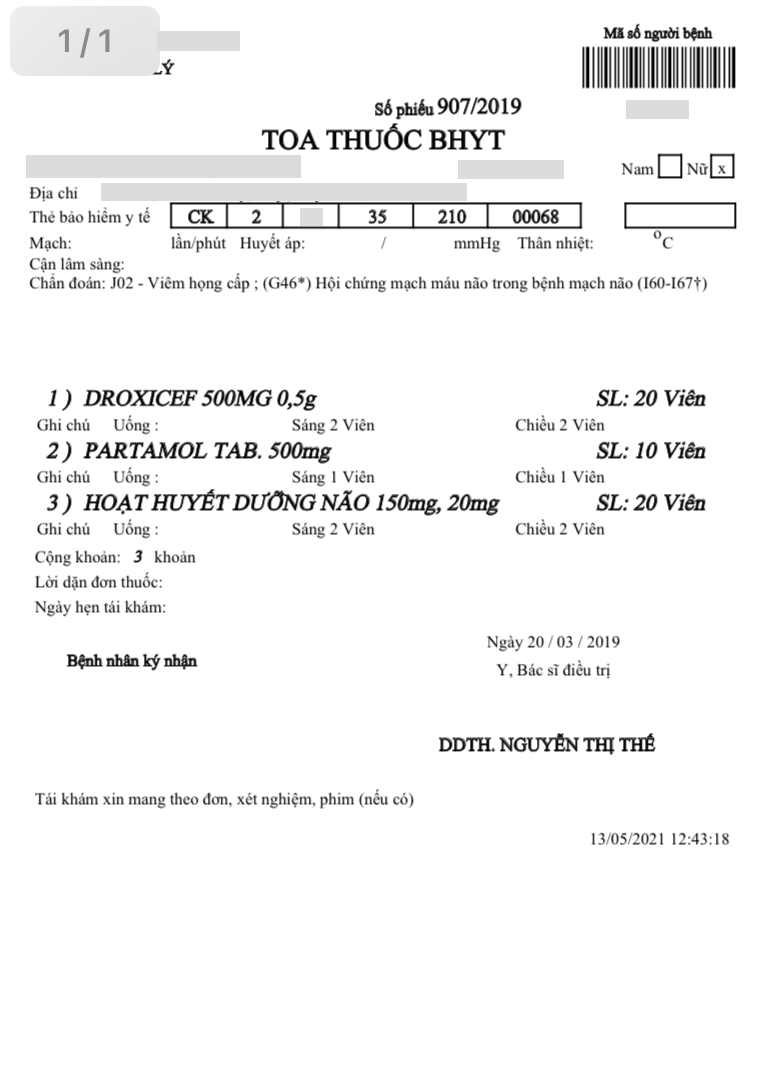 1/1
Mã số người bệnh
LÝ
Số phiếu 907/2019
TOA THUỐC BHYT
Nam Nữ x
Địa chỉ
Thẻ bảo hiểm y tế CK 2 35 210 00068
Mạch: lần/phút Huyết áp: / mmHg Thân nhiệt: °C
Cận lâm sàng:
Chẩn đoán: J02 - Viêm họng cấp ; (G46*) Hội chứng mạch máu não trong bệnh mạch não (I60-I67†)
1 ) DROXICEF 500MG 0,5g SL: 20 Viên
Ghi chú Uống : Sáng 2 Viên Chiều 2 Viên
2 ) PARTAMOL TAB. 500mg SL: 10 Viên
Ghi chú Uống : Sáng 1 Viên Chiều 1 Viên
3 ) HOẠT HUYẾT DƯỠNG NÃO 150mg, 20mg SL: 20 Viên
Ghi chú Uống : Sáng 2 Viên Chiều 2 Viên
Cộng khoản: 3 khoản
Lời dặn đơn thuốc:
Ngày hẹn tái khám:
Ngày 20 / 03 / 2019
Bệnh nhân ký nhận
Y, Bác sĩ điều trị
DDTH. NGUYỄN THỊ THẾ
Tái khám xin mang theo đơn, xét nghiệm, phim (nếu có)
13/05/2021 12:43:18